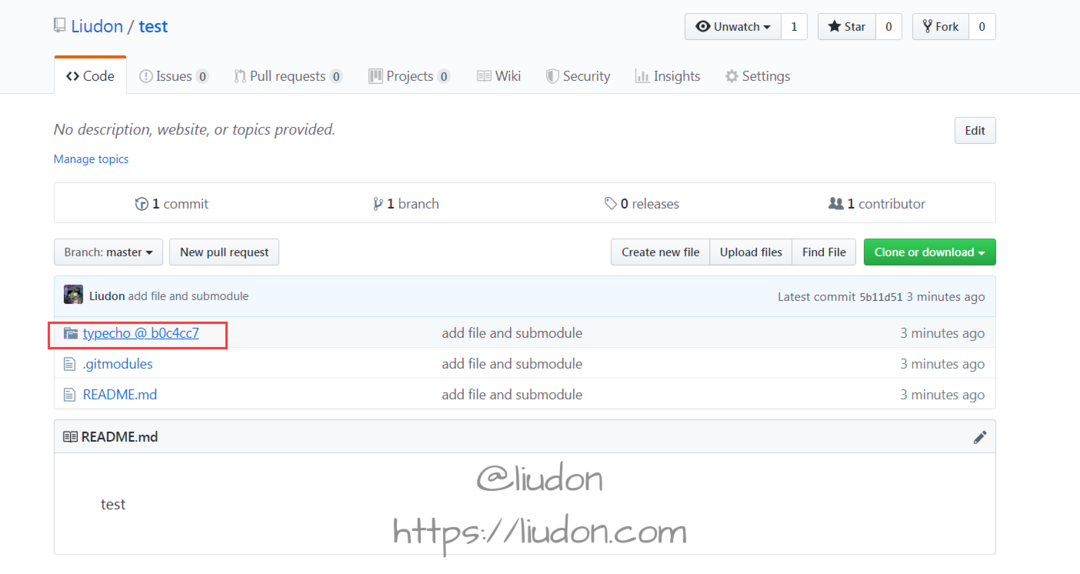 Liudon / test
Unwatch 1 Star 0 Fork 0
Code Issues 0 Pull requests 0 Projects 0 Wiki Security Insights Settings
No description, website, or topics provided. Edit
Manage topics
1 commit 1 branch 0 releases 1 contributor
Branch: master New pull request Create new file Upload files Find File Clone or download
Liudon add file and submodule Latest commit 5b11d51 3 minutes ago
typecho @ b0c4cc7 add file and submodule 3 minutes ago
.gitmodules add file and submodule 3 minutes ago
README.md add file and submodule 3 minutes ago
README.md
test
@liudon
https://liudon.com